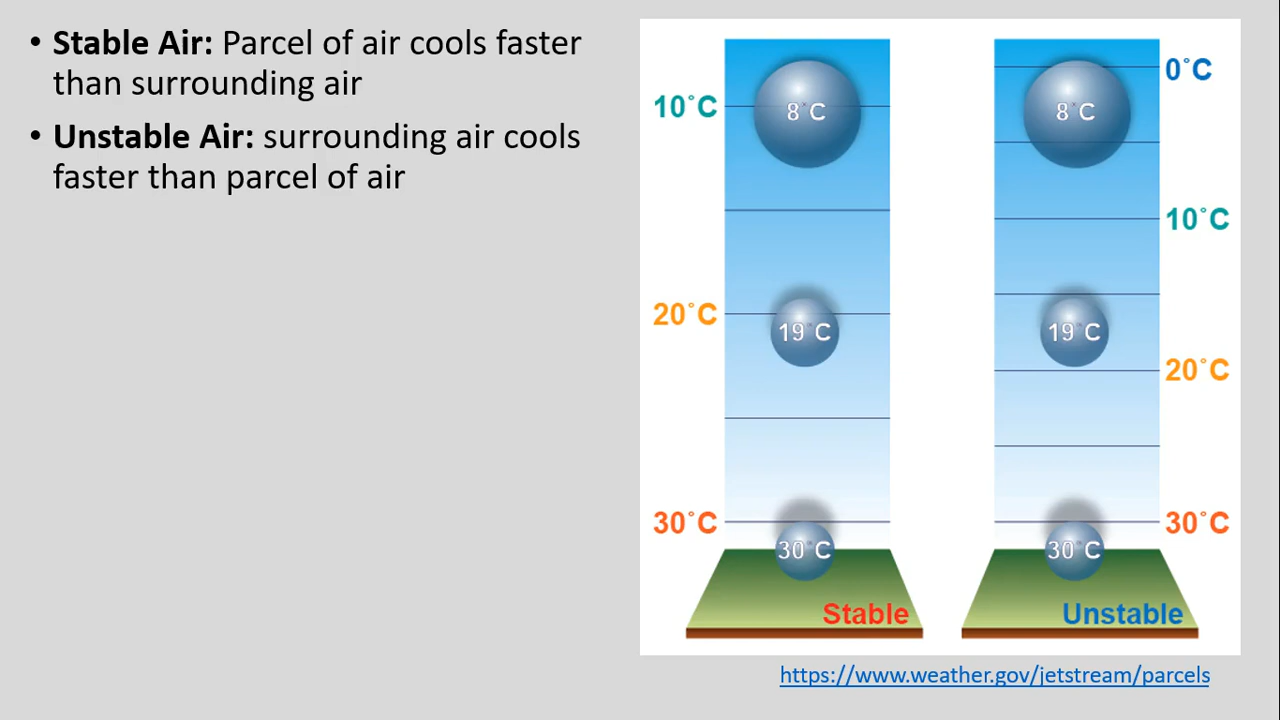 • Stable Air: Parcel of air cools faster
than surrounding air
• Unstable Air: surrounding air cools
faster than parcel of air
10°C
20°C
30°C
8°C
19°C
30°C
Stable
8°C
19°C
30°C
Unstable
0°C
10°C
20°C
30°C
https://www.weather.gov/jetstream/parcels